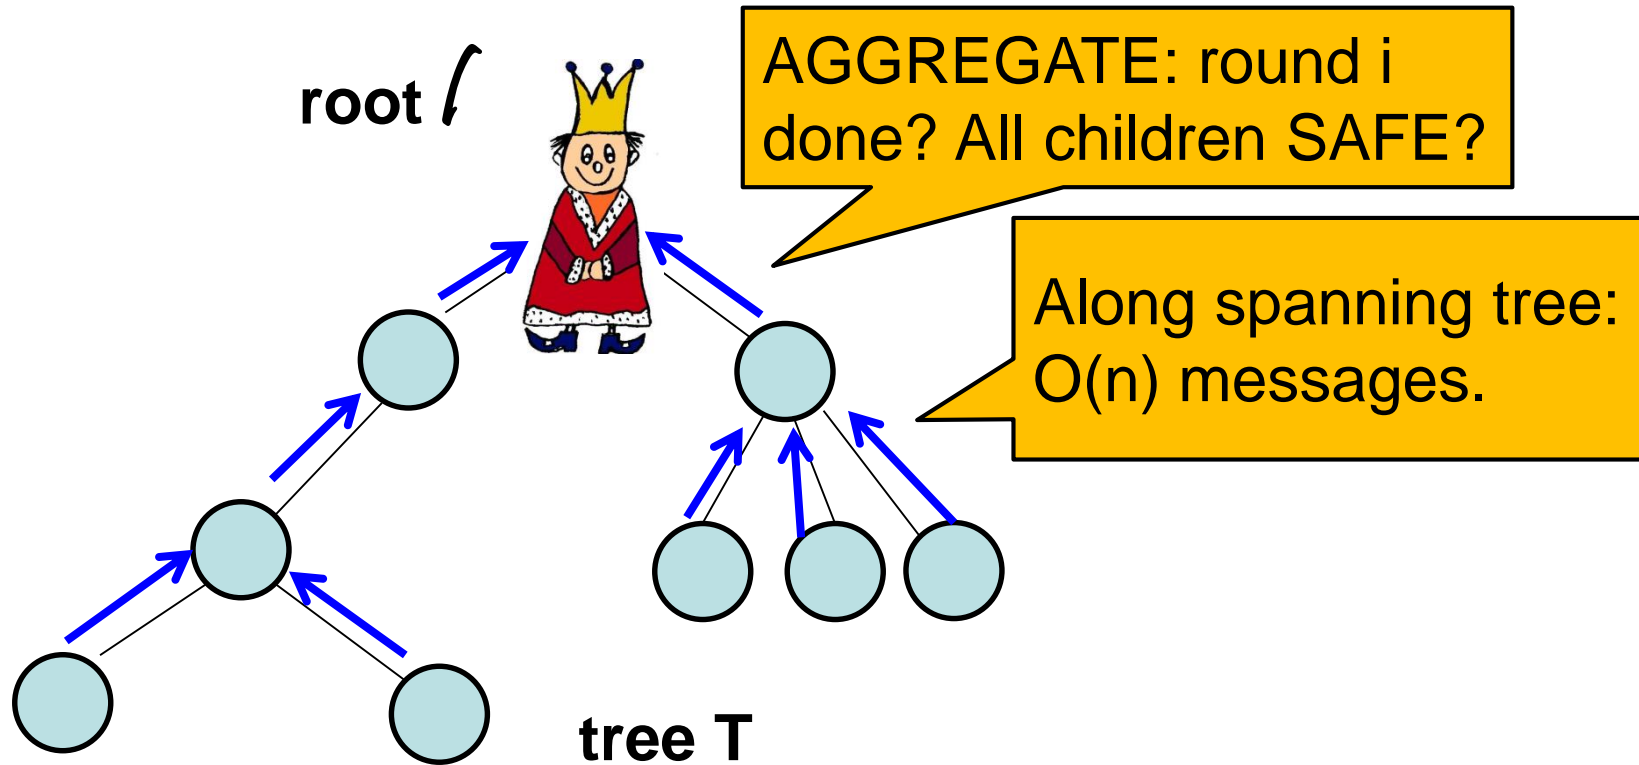 root
AGGREGATE: round i
done? All children SAFE?
Along spanning tree:
O(n) messages.
tree T